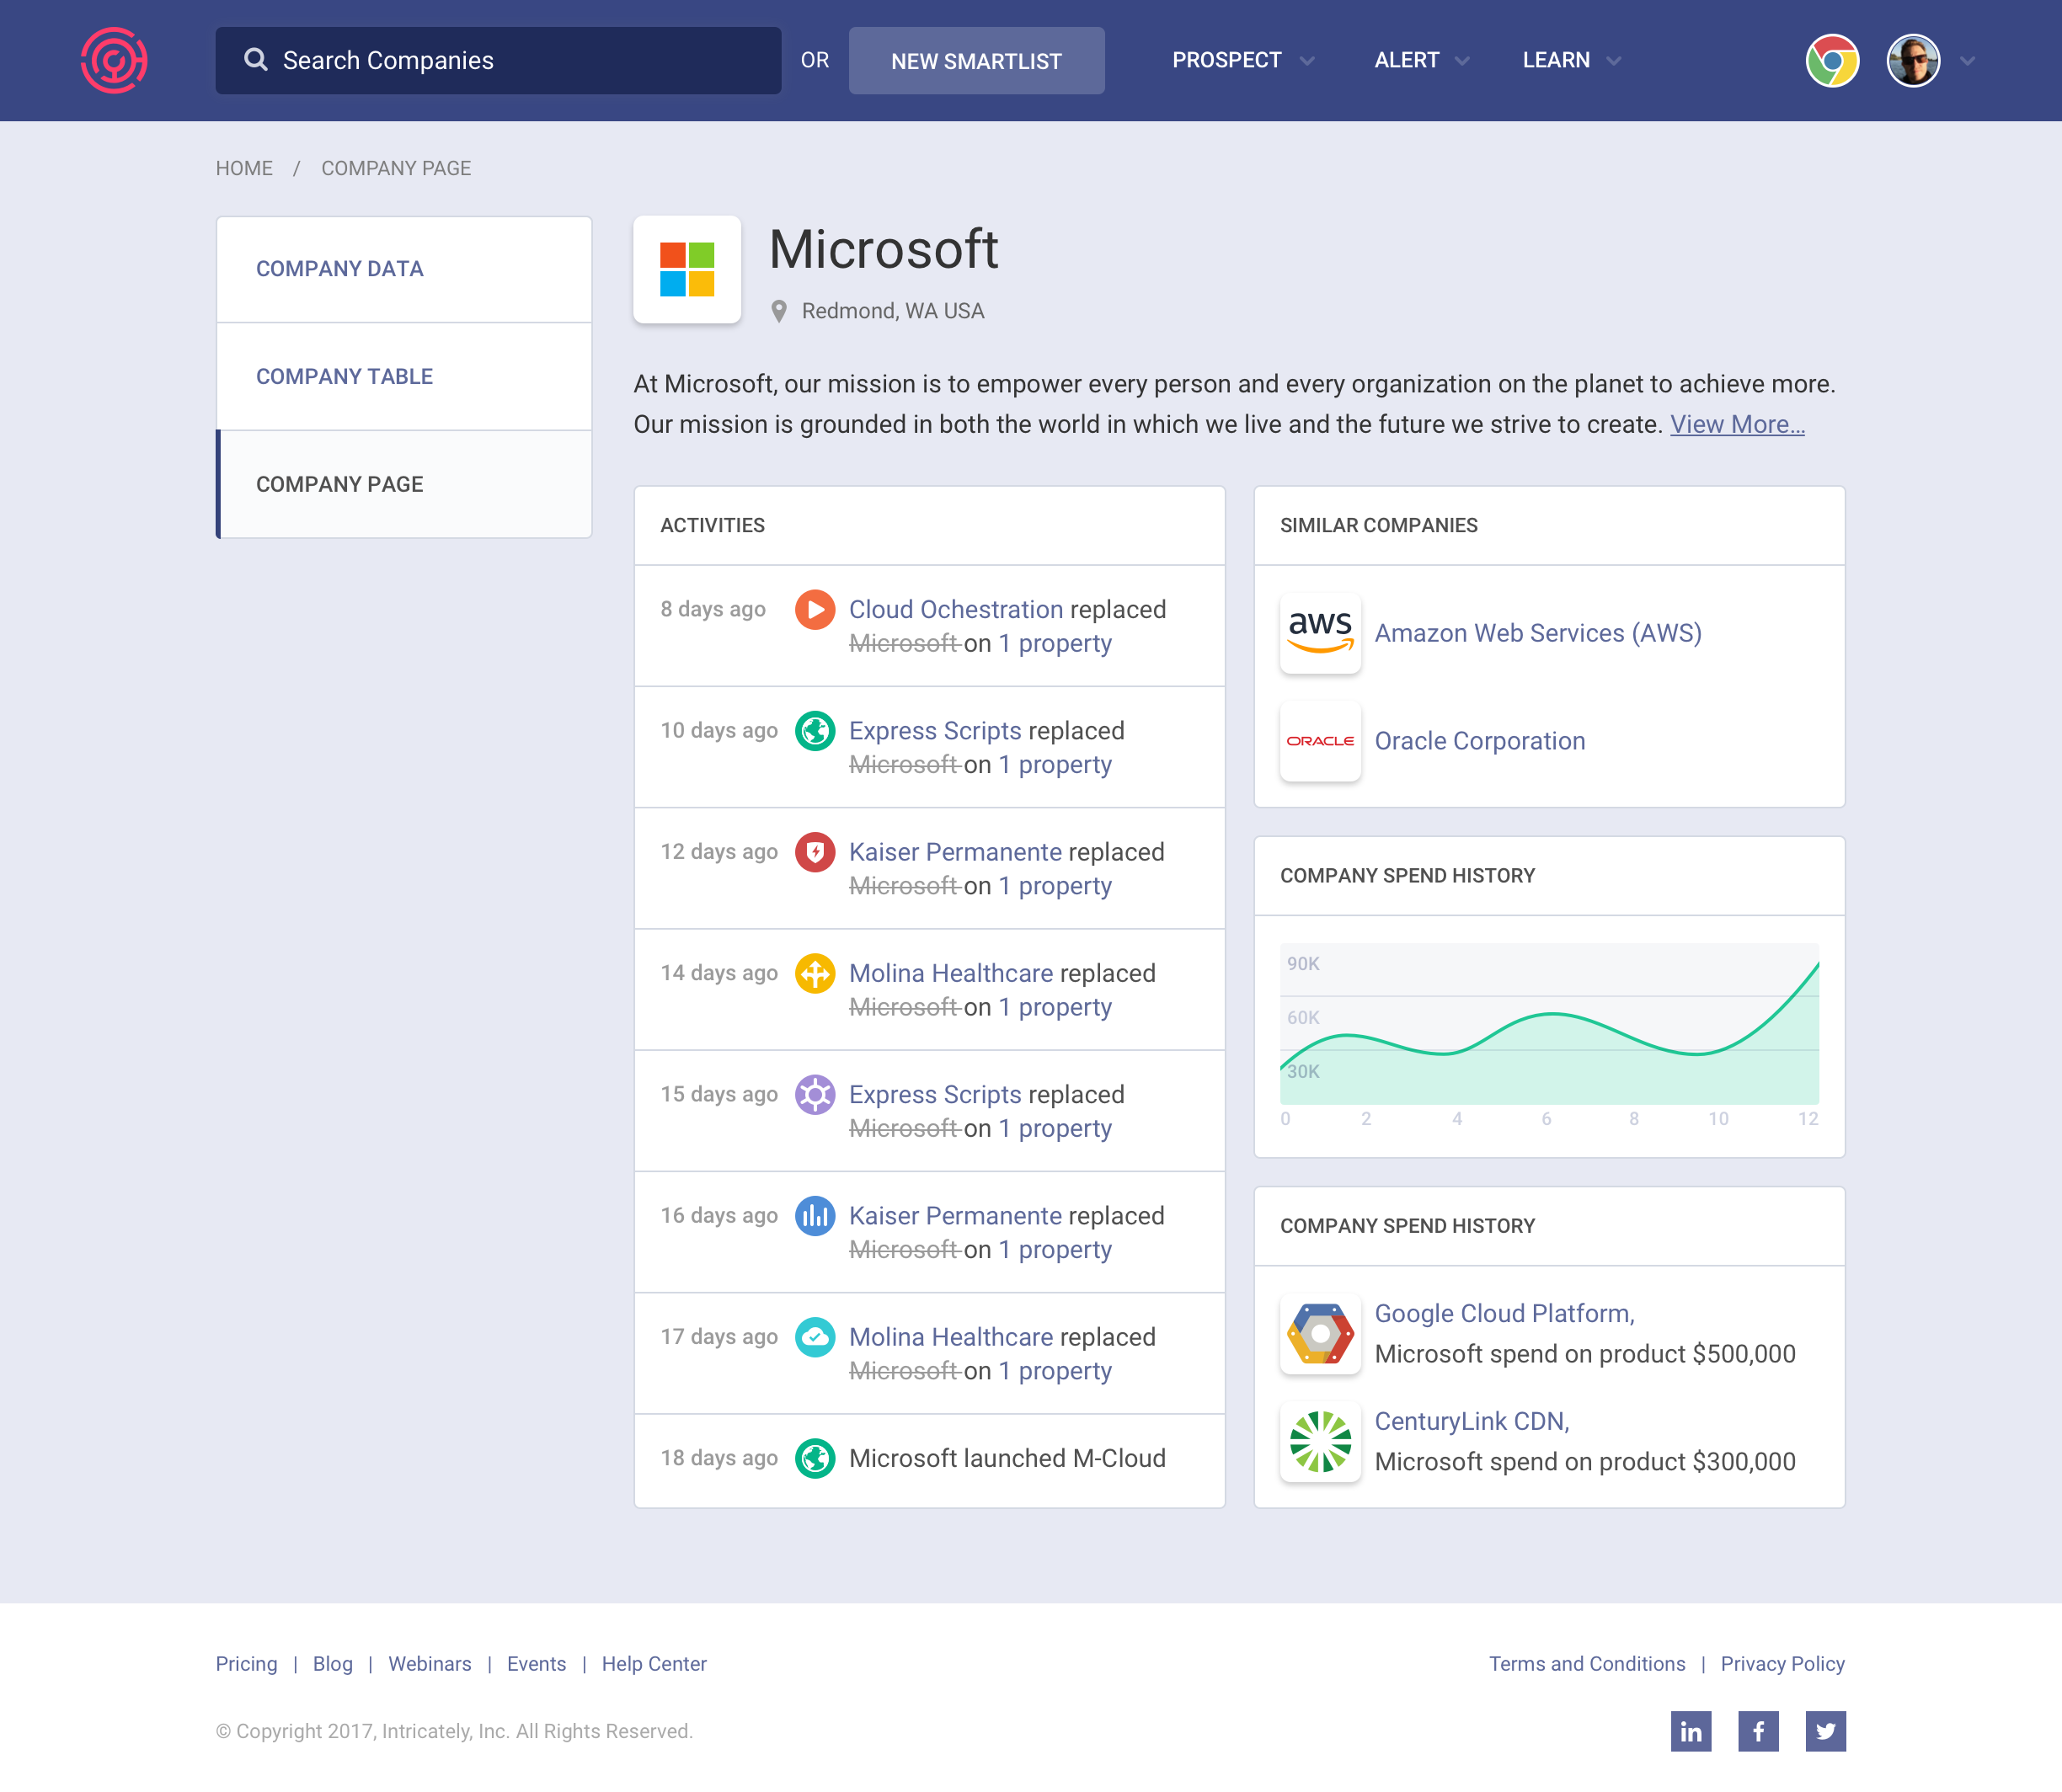 Search Companies
OR
NEW SMARTLIST
PROSPECT
ALERT
LEARN
HOME / COMPANY PAGE
COMPANY DATA
COMPANY TABLE
COMPANY PAGE
Microsoft
Redmond, WA USA
At Microsoft, our mission is to empower every person and every organization on the planet to achieve more.
Our mission is grounded in both the world in which we live and the future we strive to create. View More...
ACTIVITIES
8 days ago
Cloud Ochestration replaced
Microsoft on 1 property
10 days ago
Express Scripts replaced
Microsoft on 1 property
12 days ago
Kaiser Permanente replaced
Microsoft on 1 property
14 days ago
Molina Healthcare replaced
Microsoft on 1 property
15 days ago
Express Scripts replaced
Microsoft on 1 property
16 days ago
Kaiser Permanente replaced
Microsoft on 1 property
17 days ago
Molina Healthcare replaced
Microsoft on 1 property
18 days ago
Microsoft launched M-Cloud
SIMILAR COMPANIES
aws
Amazon Web Services (AWS)
ORACLE
Oracle Corporation
COMPANY SPEND HISTORY
90K
60K
30K
0 2 4 6 8 10 12
COMPANY SPEND HISTORY
Google Cloud Platform,
Microsoft spend on product $500,000
CenturyLink CDN,
Microsoft spend on product $300,000
Pricing | Blog | Webinars | Events | Help Center
Terms and Conditions | Privacy Policy
© Copyright 2017, Intricately, Inc. All Rights Reserved.
in
f